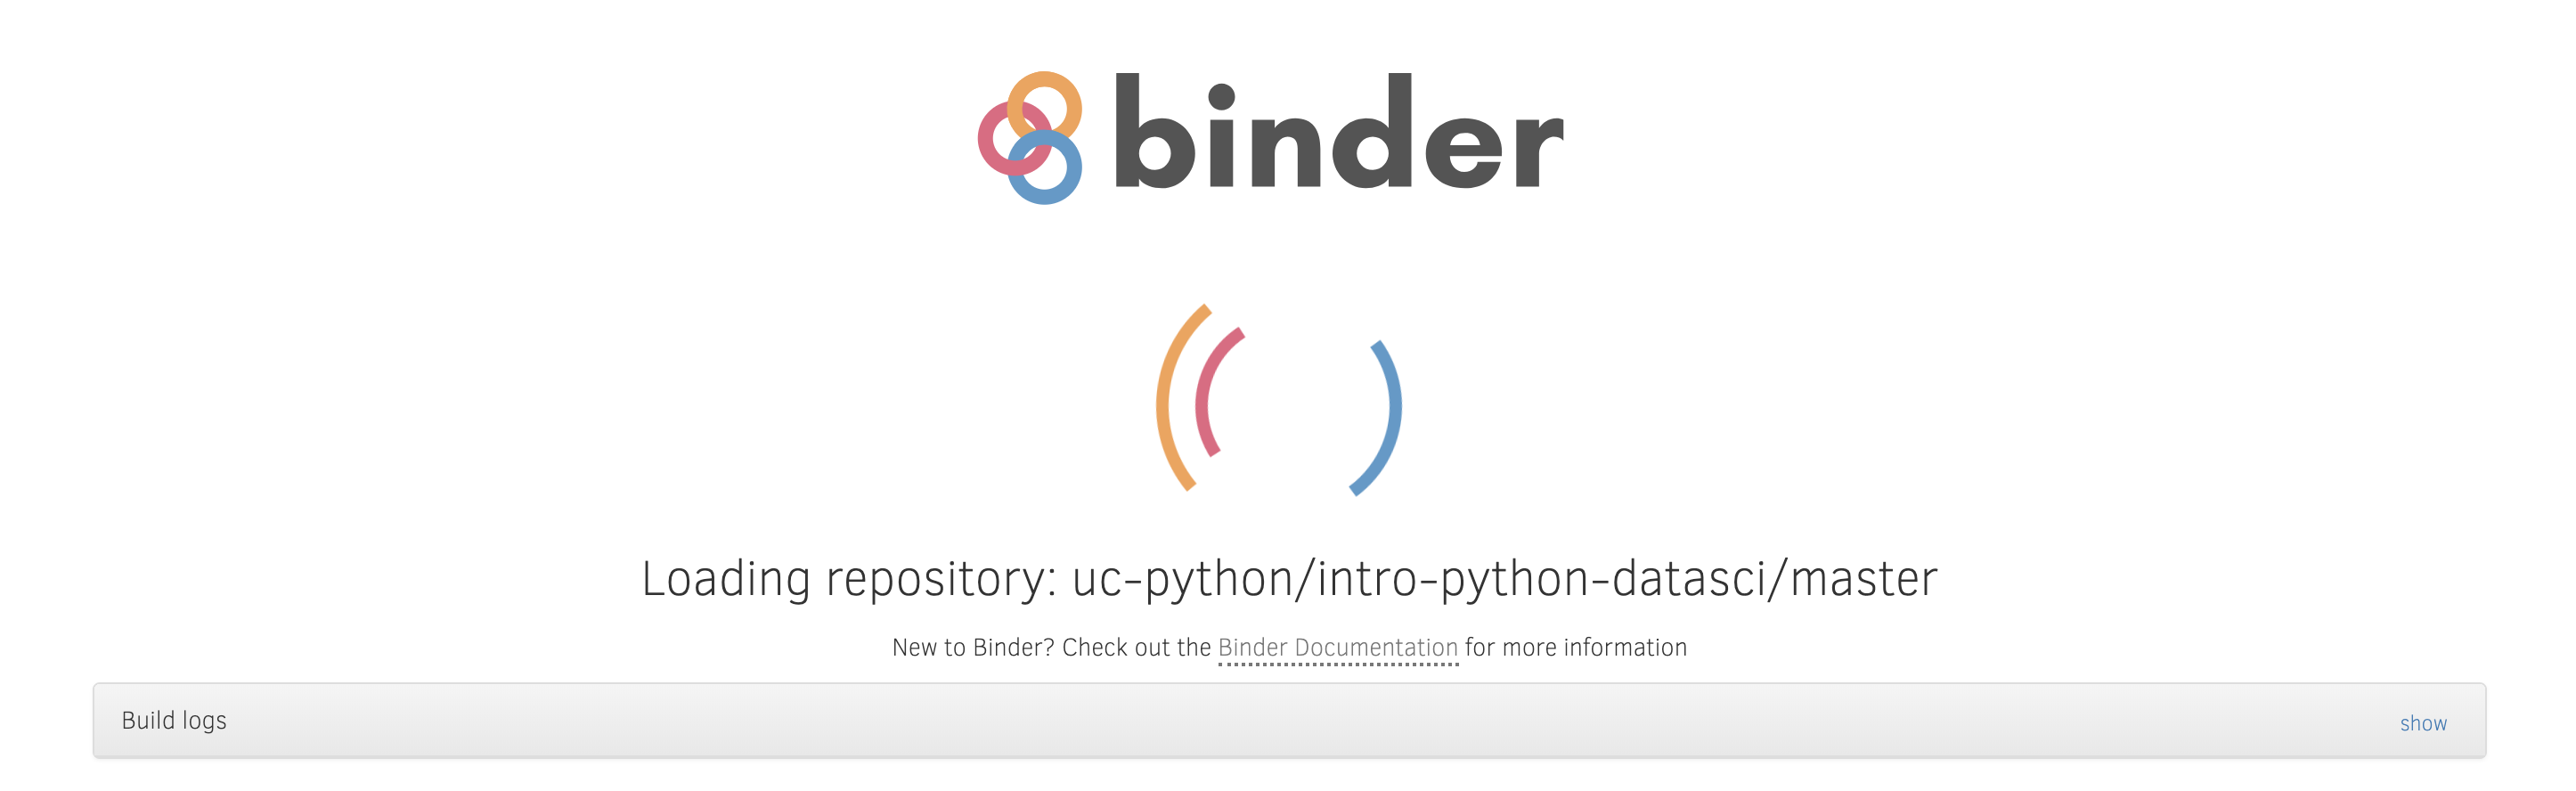 binder
Loading repository: uc-python/intro-python-datasci/master
New to Binder? Check out the Binder Documentation for more information
Build logs
show